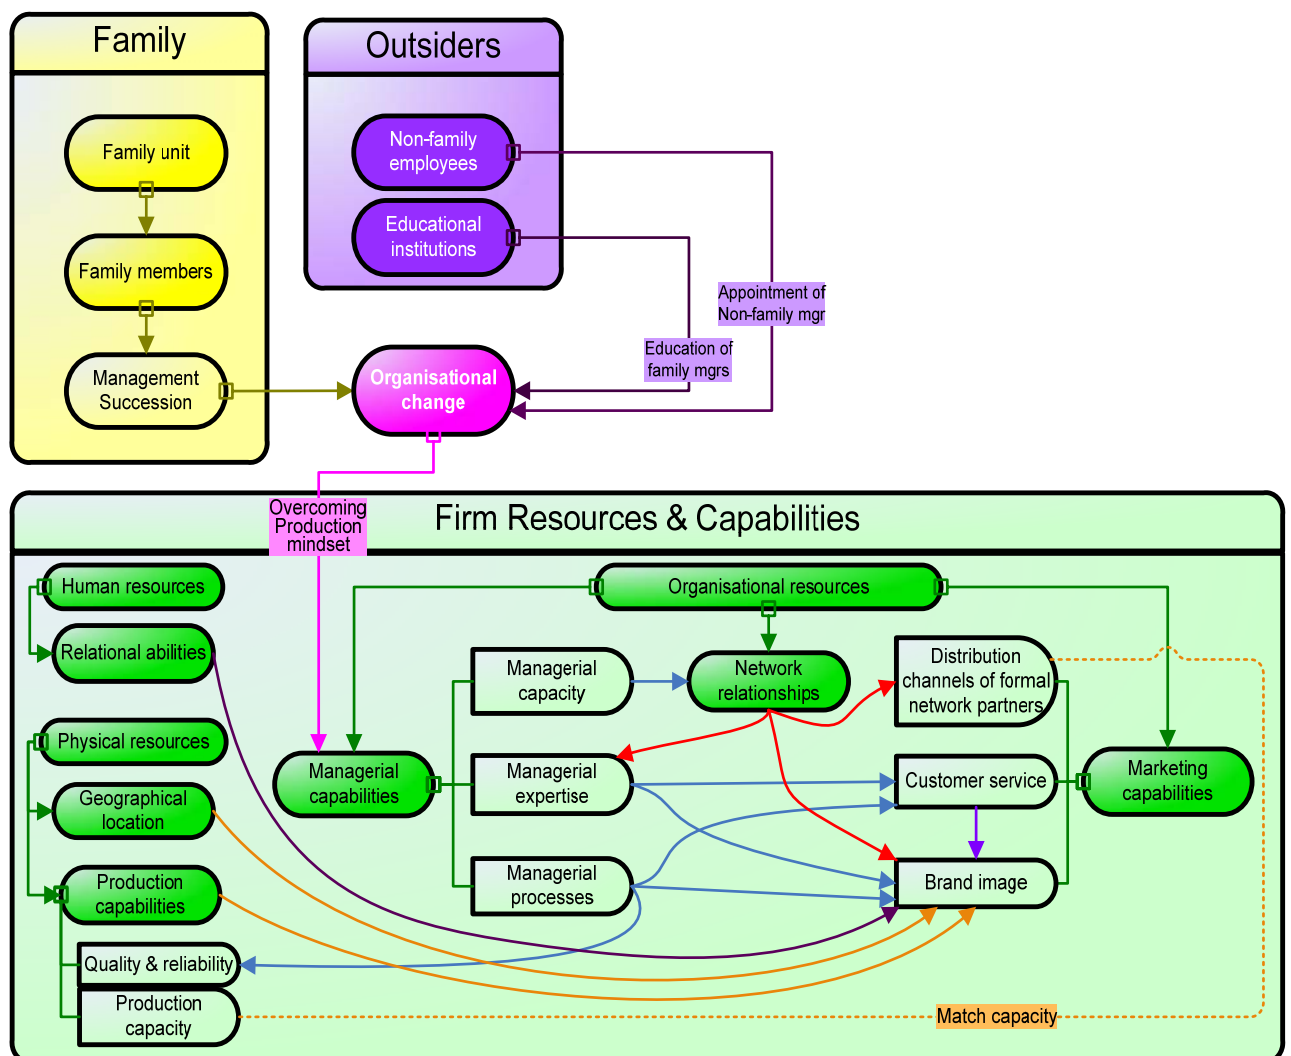 Family
Family unit
Family members
Management
Succession
Outsiders
Non-family
employees
Educational
institutions
Appointment of
Non-family mgr
Education of
family mgrs
Organisational
change
Overcoming
Production
mindset
Firm Resources & Capabilities
Human resources
Relational abilities
Physical resources
Geographical
location
Production
capabilities
Quality & reliability
Production
capacity
Organisational resources
Managerial
capacity
Network
relationships
Distribution
channels of formal
network partners
Managerial
capabilities
Managerial
expertise
Customer service
Marketing
capabilities
Managerial
processes
Brand image
Match capacity